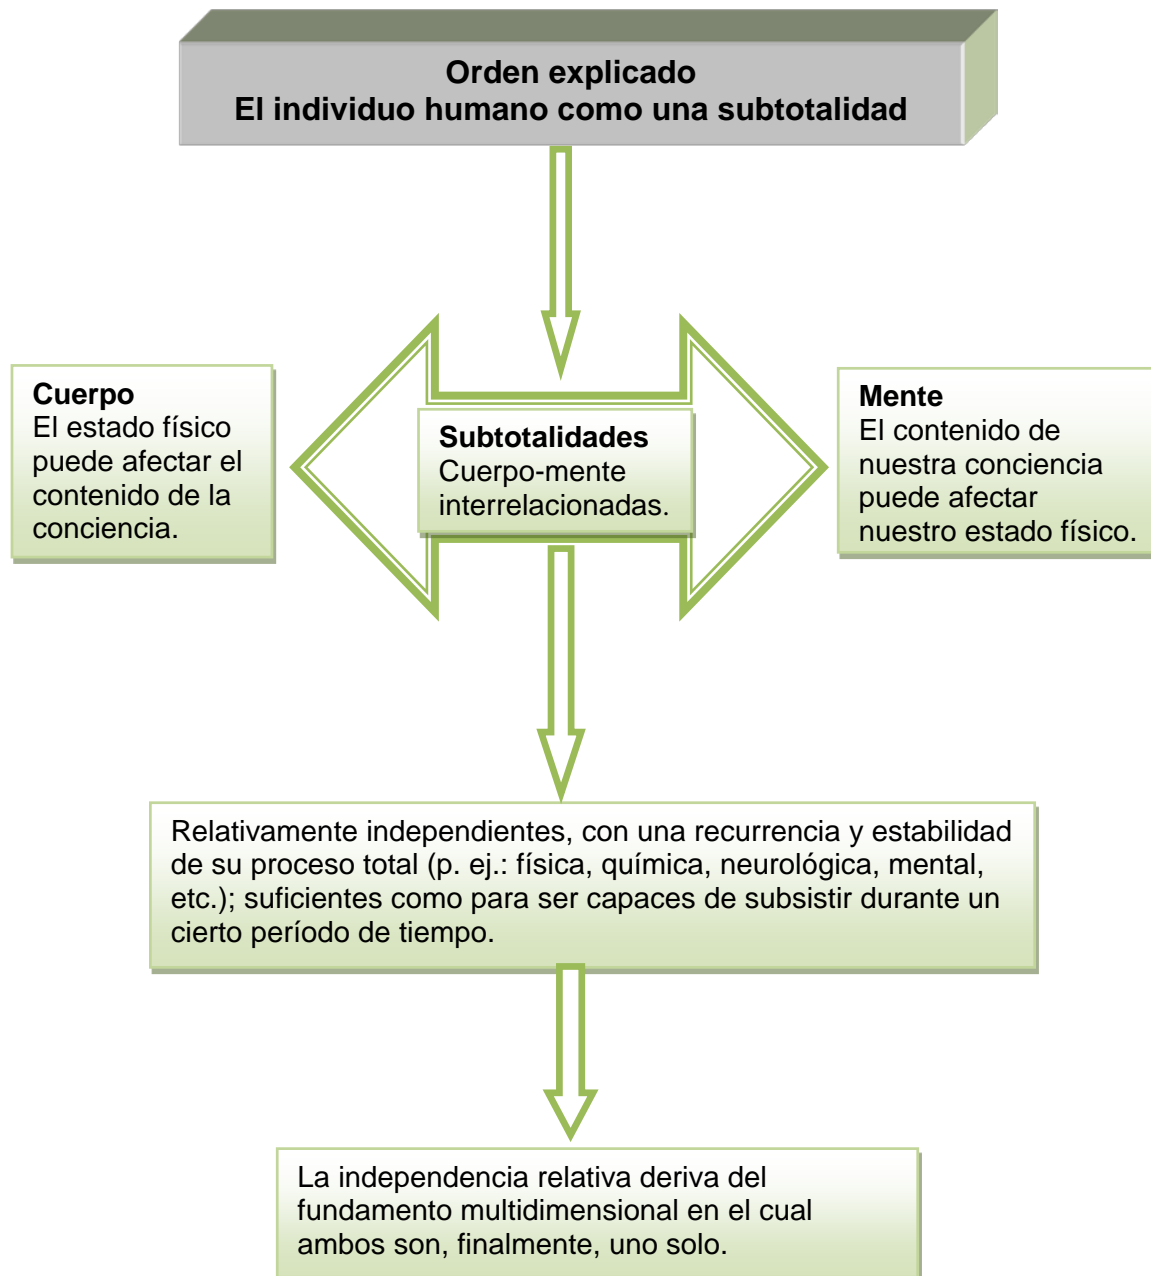 Orden explicado
El individuo humano como una subtotalidad
Cuerpo
El estado físico
puede afectar el
contenido de la
conciencia.
Subtotalidades
Cuerpo-mente
interrelacionadas.
Mente
El contenido de
nuestra conciencia
puede afectar
nuestro estado físico.
Relativamente independientes, con una recurrencia y estabilidad
de su proceso total (p. ej.: física, química, neurológica, mental,
etc.); suficientes como para ser capaces de subsistir durante un
cierto período de tiempo.
La independencia relativa deriva del
fundamento multidimensional en el cual
ambos son, finalmente, uno solo.